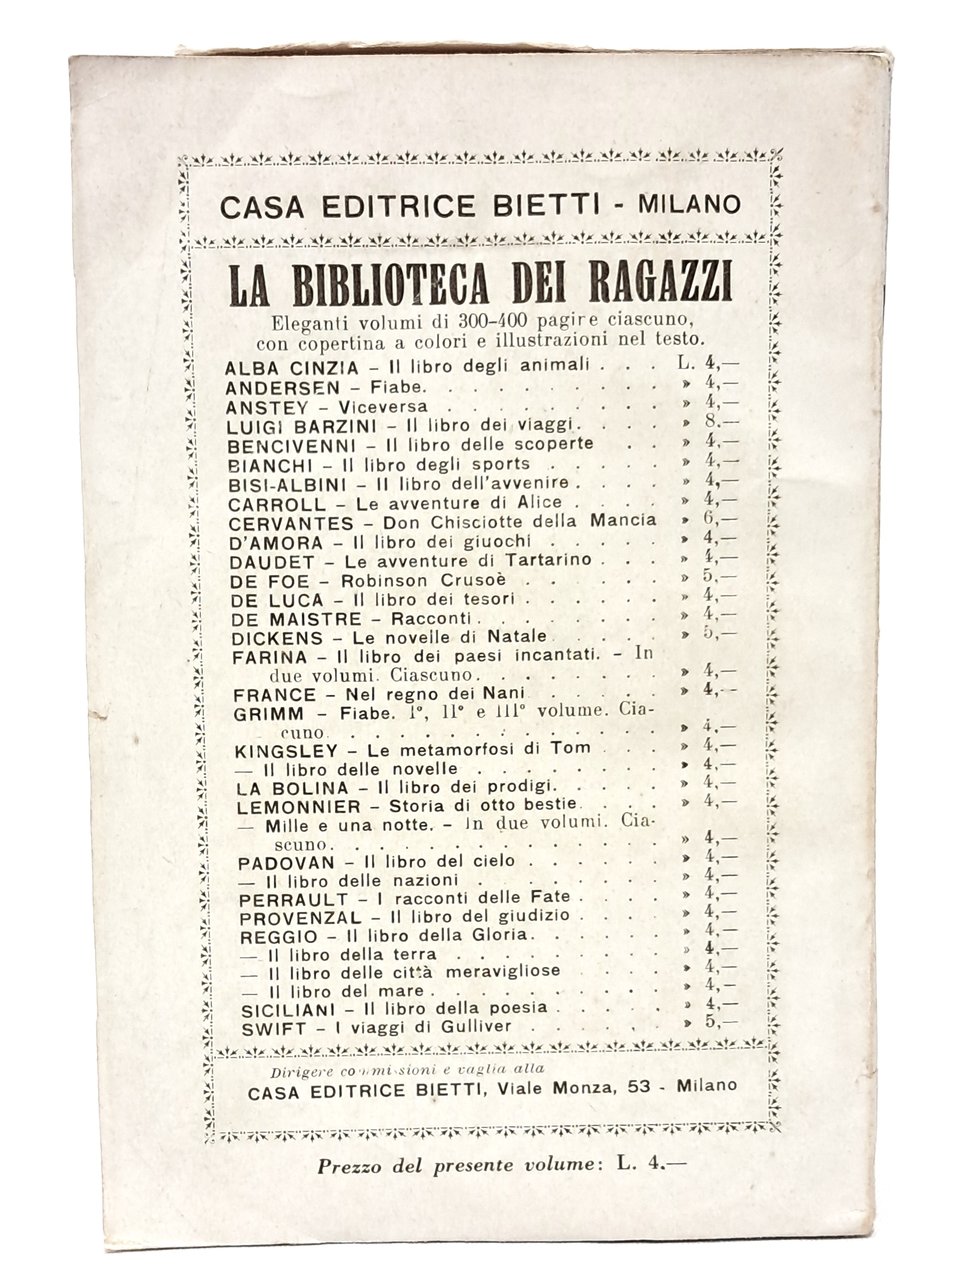 CASA EDITRICE BIETTI - MILANO
LA BIBLIOTECA DEI RAGAZZI
Eleganti volumi di 300-400 pagine ciascuno,
con copertina a colori e illustrazioni nel testo.
ALBA CINZIA – Il libro degli animali . . . L. 4,—
ANDERSEN – Fiabe. . . . . . . . . . » 4,—
ANSTEY – Viceversa . . . . . . . . . » 4,—
LUIGI BARZINI – Il libro dei viaggi. . . . . » 8.—
BENCIVENNI – Il libro delle scoperte . . » 4,—
BIANCHI – Il libro degli sports . . . . . » 4,—
BISI-ALBINI – Il libro dell'avvenire . . . . » 4,—
CARROLL – Le avventure di Alice . . . . » 4,—
CERVANTES – Don Chisciotte della Mancia » 6,—
D'AMORA – Il libro dei giuochi . . . . . » 4,—
DAUDET – Le avventure di Tartarino . . . » 4,—
DE FOE – Robinson Crusoè . . . . . . » 5,—
DE LUCA – Il libro dei tesori . . . . . . » 4,—
DE MAISTRE – Racconti . . . . . . . . » 4,—
DICKENS – Le novelle di Natale . . . . . » 5,—
FARINA – Il libro dei paesi incantati. – In
due volumi. Ciascuno . . . . . . . . » 4,—
FRANCE – Nel regno dei Nani . . . . . » 4,—
GRIMM – Fiabe. I°, II° e III° volume. Cia-
cuno . . . . . . . . . . . . . » 4,—
KINGSLEY – Le metamorfosi di Tom . . . » 4,—
— Il libro delle novelle . . . . . . . . » 4,—
LA BOLINA – Il libro dei prodigi. . . . . . » 4,—
LEMONNIER – Storia di otto bestie . . . . » 4,—
— Mille e una notte. – In due volumi. Cia-
scuno. . . . . . . . . . . . . . » 4,—
PADOVAN – Il libro del cielo . . . . . . » 4,—
— Il libro delle nazioni . . . . . . . » 4,—
PERRAULT – I racconti delle Fate . . . . » 4,—
PROVENZAL – Il libro del giudizio . . . . » 4,—
REGGIO – Il libro della Gloria. . . . . . » 4,—
— Il libro della terra . . . . . . . . . » 4,—
— Il libro delle città meravigliose . . . . » 4,—
— Il libro del mare . . . . . . . . . . » 4,—
SICILIANI – Il libro della poesia . . . . . » 4,—
SWIFT – I viaggi di Gulliver . . . . . . » 5,—
Dirigere commissioni e vaglia alla
CASA EDITRICE BIETTI, Viale Monza, 53 - Milano
Prezzo del presente volume: L. 4.—